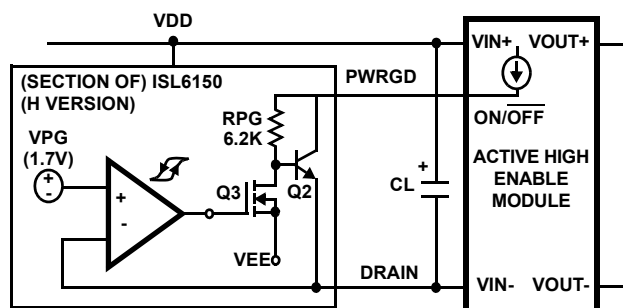 VDD
(SECTION OF) ISL6150
(H VERSION)
VPG
(1.7V)
+
-
+
-
RPG
6.2K
Q3
Q2
VEE
PWRGD
DRAIN
+
CL
VIN+
VOUT+
ON/OFF
ACTIVE HIGH
ENABLE
MODULE
VIN-
VOUT-